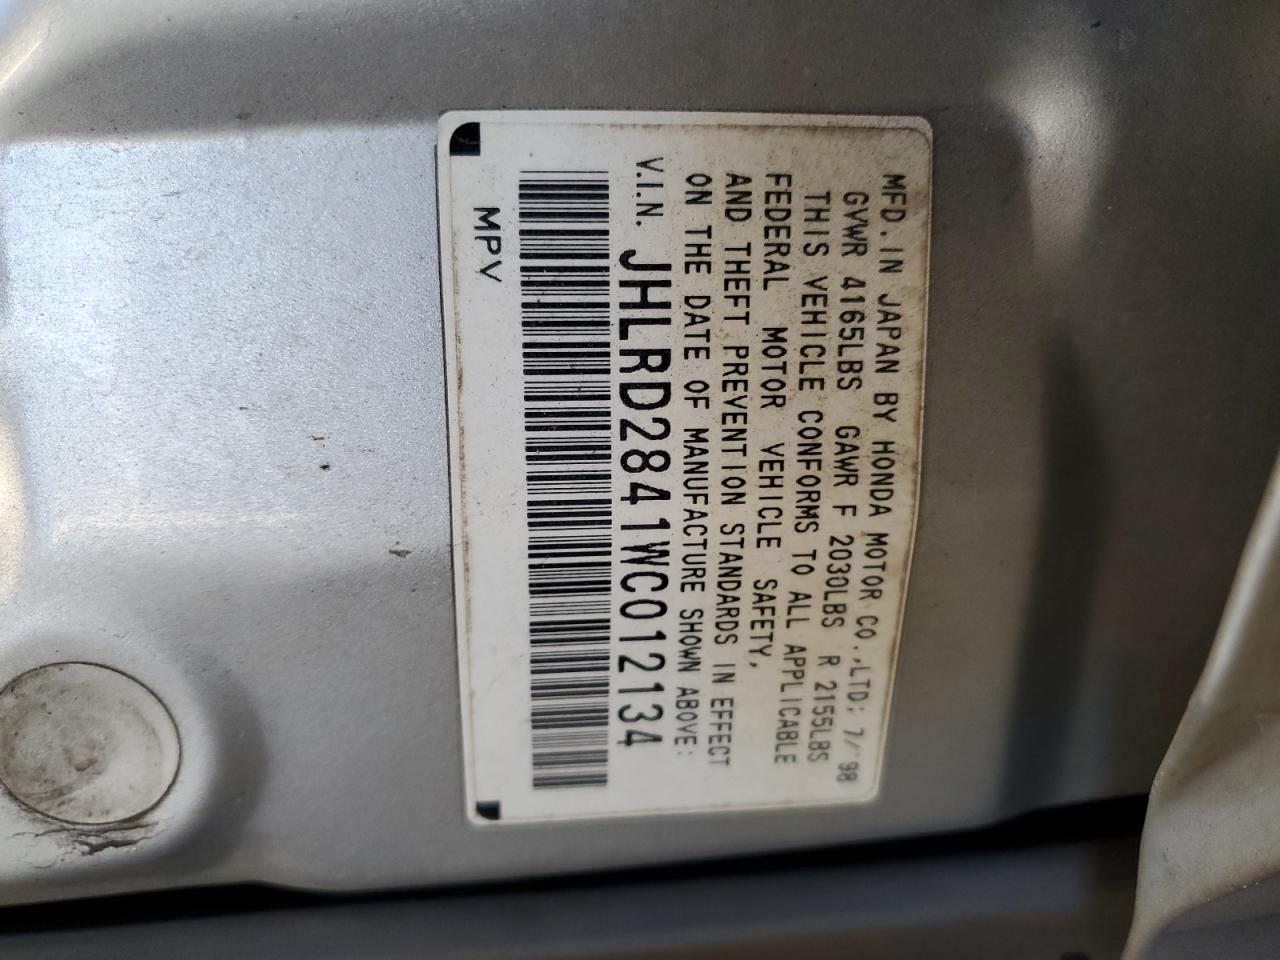 MFD. IN JAPAN BY HONDA MOTOR CO.,LTD; 7/'98
GVWR 4165LBS GAWR F 2030LBS R 2155LBS
THIS VEHICLE CONFORMS TO ALL APPLICABLE
FEDERAL MOTOR VEHICLE SAFETY,
AND THEFT PREVENTION STANDARDS IN EFFECT
ON THE DATE OF MANUFACTURE SHOWN ABOVE:
V.I.N. JHLRD2841WC012134
MPV